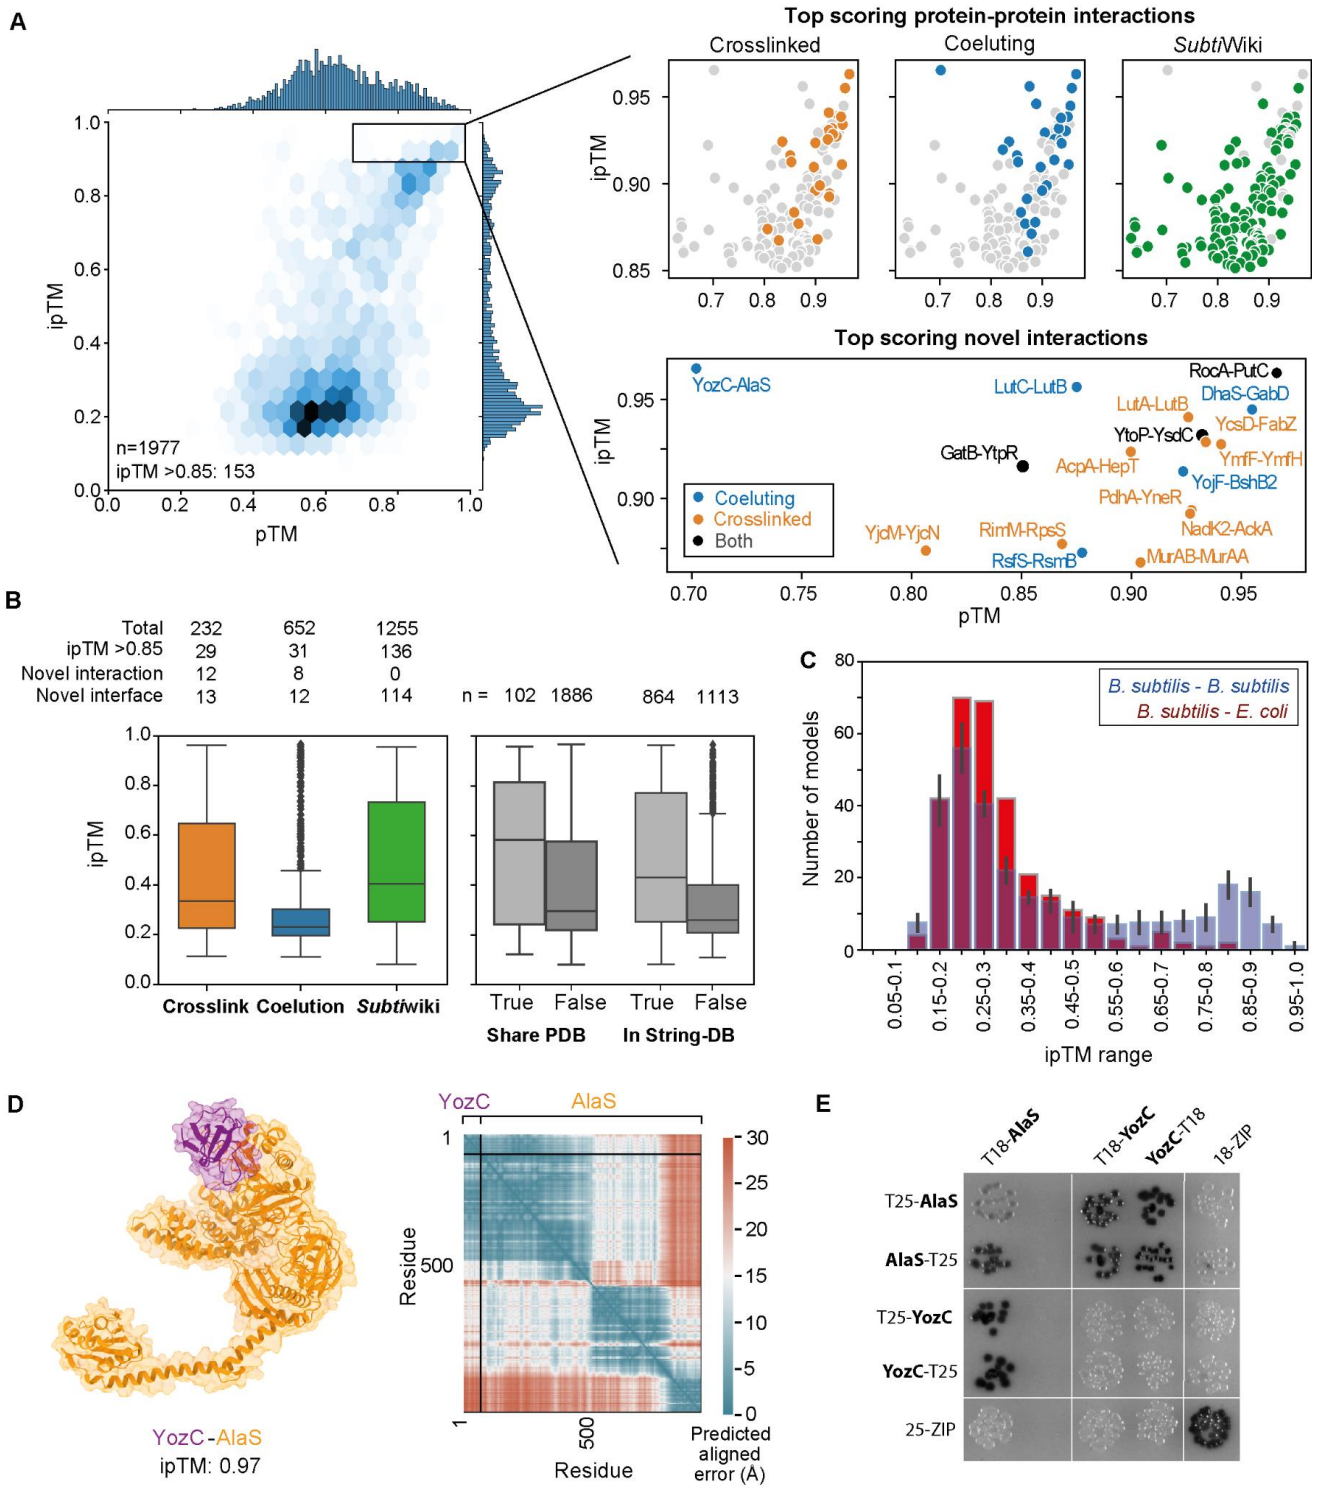 A
Top scoring protein-protein interactions
Crosslinked
Coeluting
SubtiWiki
ipTM
0.95
0.90
0.85
0.7 0.8 0.9
0.7 0.8 0.9
0.7 0.8 0.9
1.0
0.8
0.6
0.4
0.2
0.0
ipTM
n=1977
ipTM >0.85: 153
0.0 0.2 0.4 0.6 0.8 1.0
pTM
Top scoring novel interactions
ipTM
0.95
0.90
YozC-AlaS
LutC-LutB
RocA-PutC
DhaS-GabD
LutA-LutB
YcsD-FabZ
YtoP-YsdC
GatB-YtpR
YmfF-YmfH
AcpA-HepT
YojF-BshB2
PdhA-YneR
NadK2-AckA
YjcM-YjcN
RimM-RpsS
RsfS-RsmB
MurAB-MurAA
Coeluting
Crosslinked
Both
0.70 0.75 0.80 0.85 0.90 0.95
pTM
B
Total 232 652 1255
ipTM >0.85 29 31 136
Novel interaction 12 8 0
Novel interface 13 12 114
n = 102 1886 864 1113
1.0
0.8
0.6
0.4
0.2
0.0
ipTM
Crosslink Coelution Subtiwiki
True False True False
Share PDB In String-DB
C
80
60
40
20
0
Number of models
B. subtilis - B. subtilis
B. subtilis - E. coli
0.05-0.1
0.15-0.2
0.25-0.3
0.35-0.4
0.45-0.5
0.55-0.6
0.65-0.7
0.75-0.8
0.85-0.9
0.95-1.0
ipTM range
D
YozC-AlaS
ipTM: 0.97
YozC AlaS
1
500
Residue
1
500
Residue
30
25
20
15
10
5
0
Predicted
aligned
error (Å)
E
T18-AlaS
T18-YozC
YozC-T18
18-ZIP
T25-AlaS
AlaS-T25
T25-YozC
YozC-T25
25-ZIP